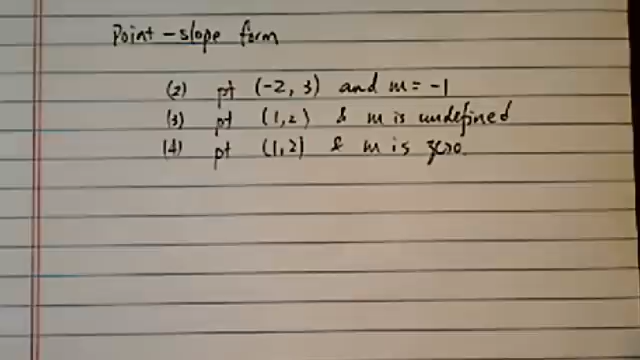 Point-slope form
(2) pt (-2, 3) and m = -1
(3) pt (1,2) & m is undefined
(4) pt (1,2) & m is zero.